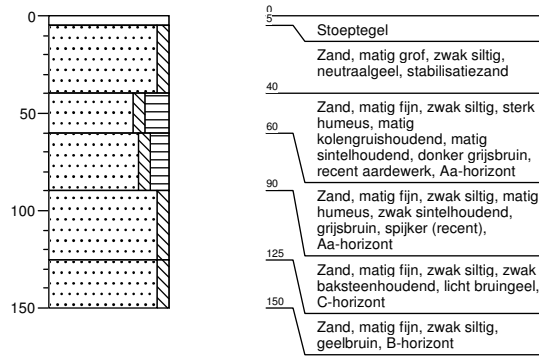 0
50
100
150
0
5
Stoeptegel
Zand, matig grof, zwak siltig,
neutraalgeel, stabilisatiezand
40
Zand, matig fijn, zwak siltig, sterk
humeus, matig
kolengruishoudend, matig
sintelhoudend, donker grijsbruin,
recent aardewerk, Aa-horizont
60
Zand, matig fijn, zwak siltig, matig
humeus, zwak sintelhoudend,
grijsbruin, spijker (recent),
Aa-horizont
90
Zand, matig fijn, zwak siltig, zwak
baksteenhoudend, licht bruingeel,
C-horizont
125
Zand, matig fijn, zwak siltig,
geelbruin, B-horizont
150